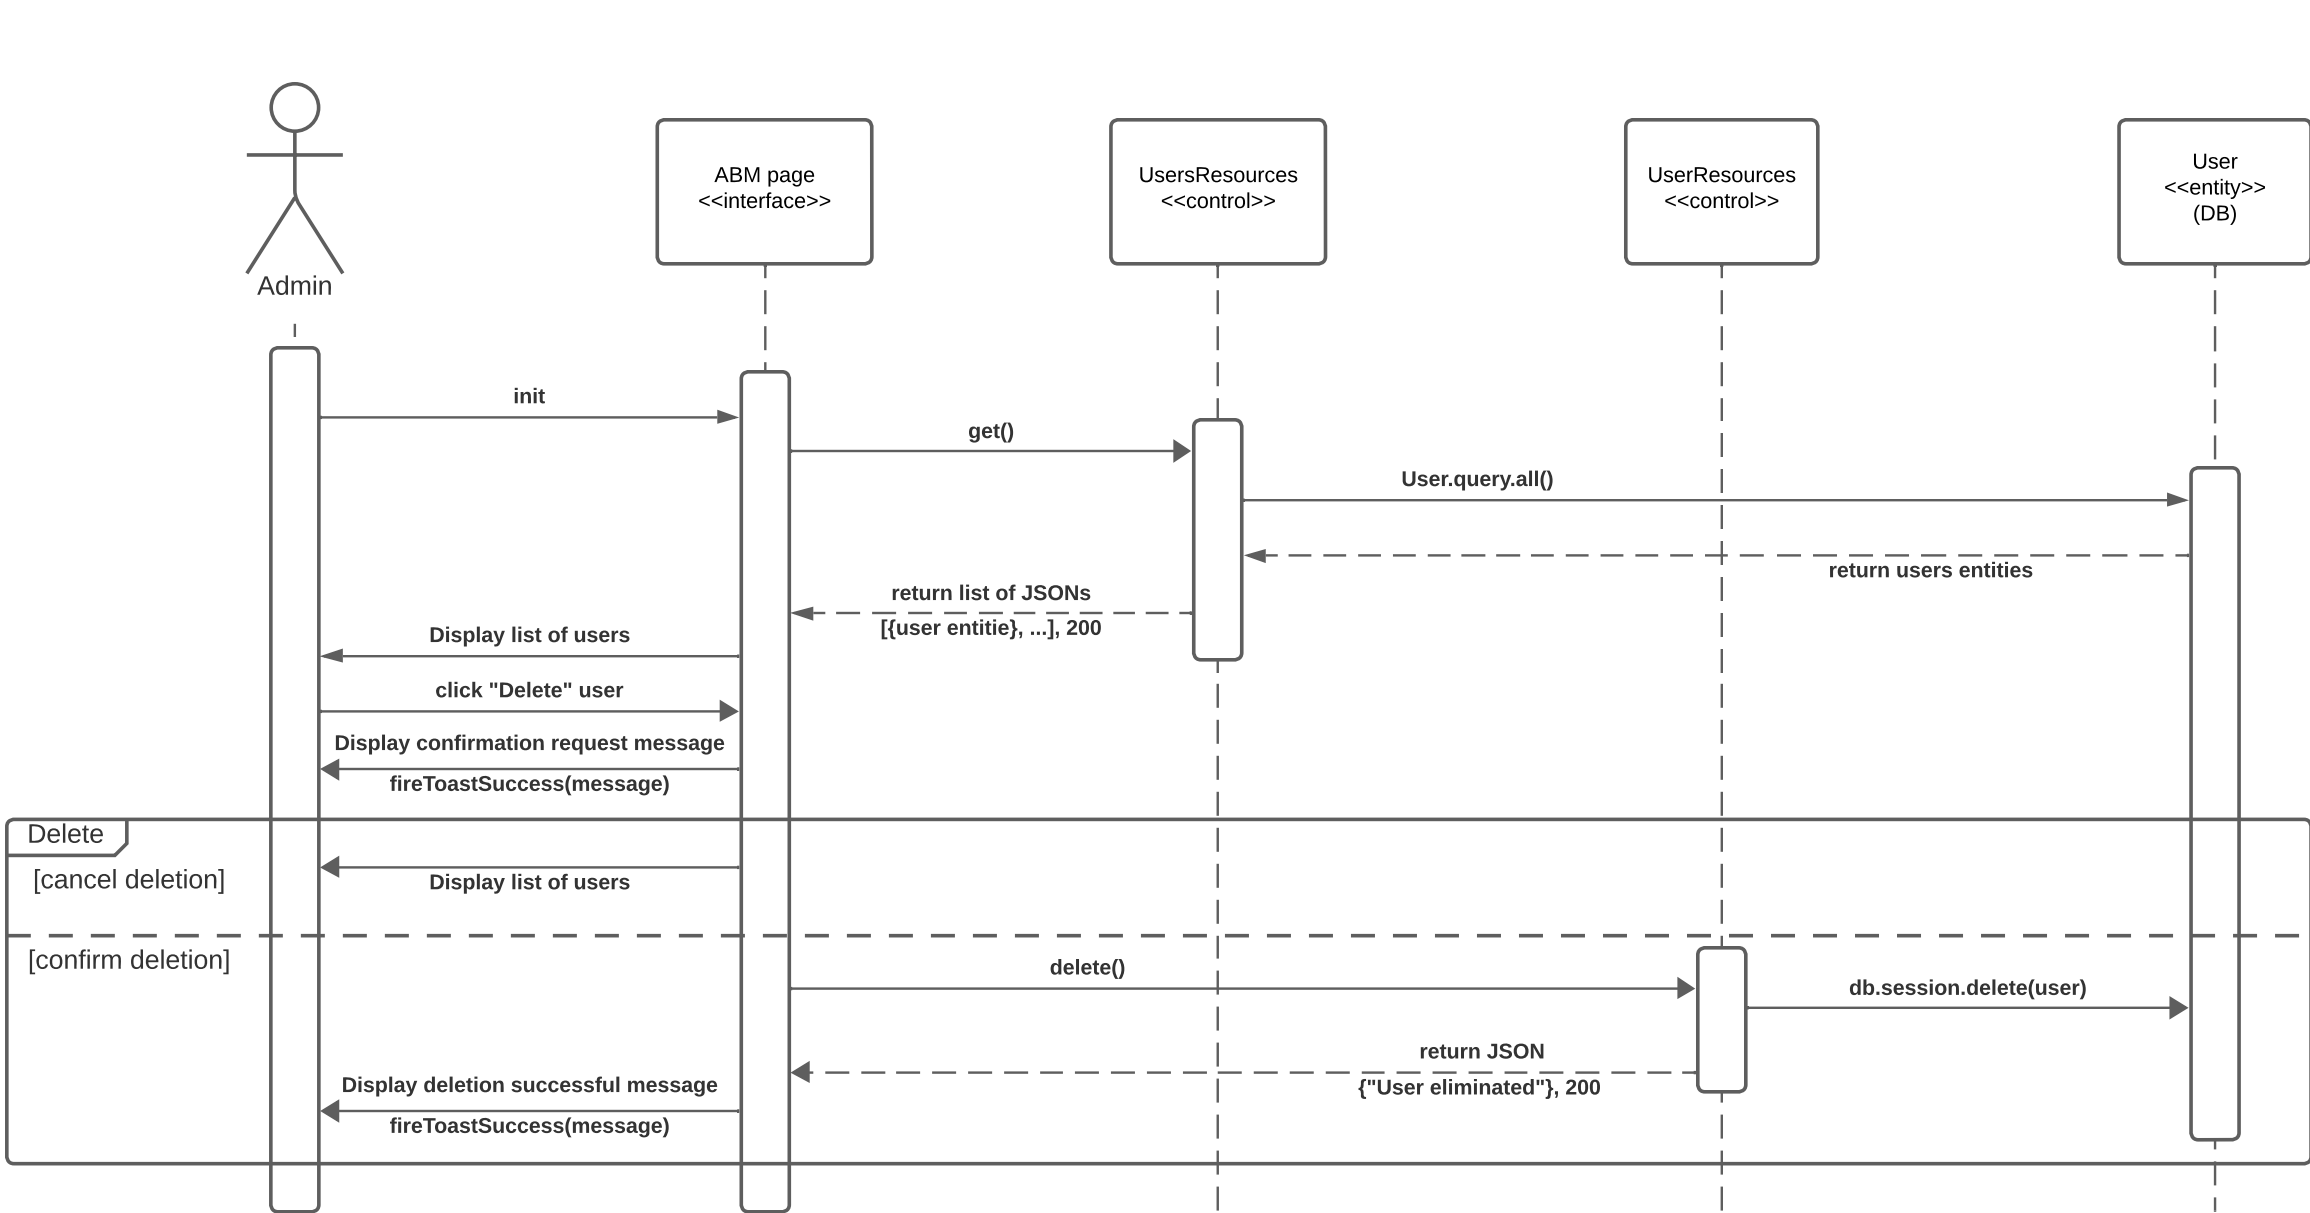 Admin
ABM page
<<interface>>
UsersResources
<<control>>
UserResources
<<control>>
User
<<entity>>
(DB)
init
get()
User.query.all()
return users entities
return list of JSONs
[{user entitie}, ...], 200
Display list of users
click "Delete" user
Display confirmation request message
fireToastSuccess(message)
Delete
[cancel deletion]
Display list of users
[confirm deletion]
delete()
db.session.delete(user)
return JSON
{"User eliminated"}, 200
Display deletion successful message
fireToastSuccess(message)